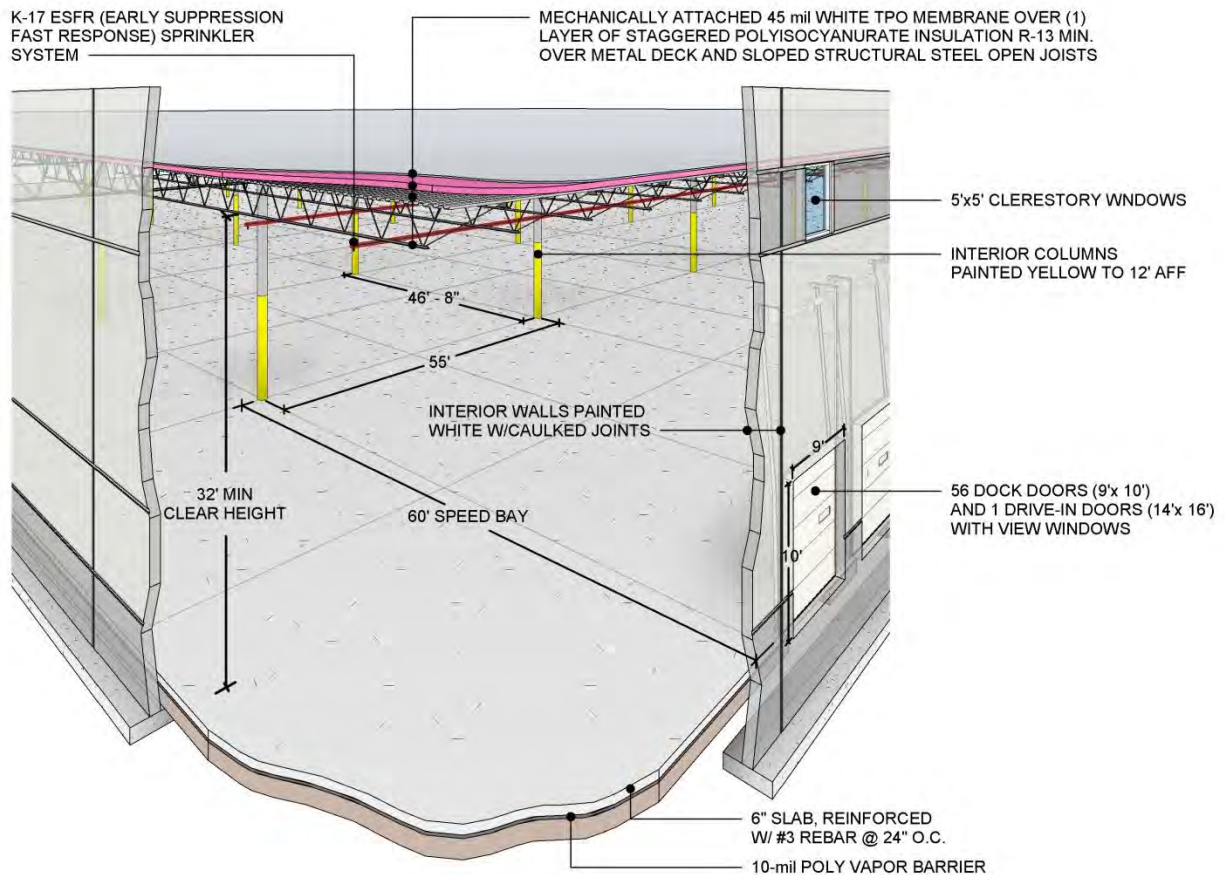 K-17 ESFR (EARLY SUPPRESSION
FAST RESPONSE) SPRINKLER
SYSTEM
MECHANICALLY ATTACHED 45 mil WHITE TPO MEMBRANE OVER (1)
LAYER OF STAGGERED POLYISOCYANURATE INSULATION R-13 MIN.
OVER METAL DECK AND SLOPED STRUCTURAL STEEL OPEN JOISTS
5'x5' CLERESTORY WNDOWS
INTERIOR COLUMNS
PAINTED YELLOW TO 12' AFF
46' - 8"
55'
INTERIOR WALLS PAINTED
WHITE W/CAULKED JOINTS
9'
32' MIN
CLEAR HEIGHT
60' SPEED BAY
56 DOCK DOORS (9'x 10')
AND 1 DRIVE-IN DOORS (14'x 16')
WITH VIEW WINDOWS
10'
6" SLAB, REINFORCED
W/ #3 REBAR @ 24" O.C.
10-mil POLY VAPOR BARRIER